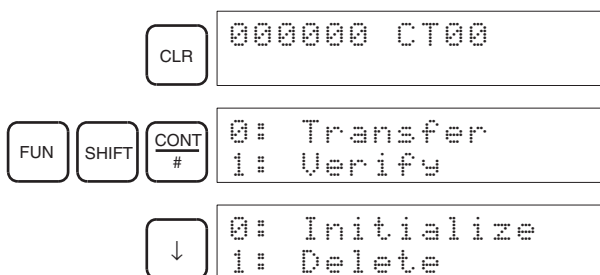 CLR
000000 CT00
FUN SHIFT CONT
#
0: Transfer
1: Verify
↓
0: Initialize
1: Delete